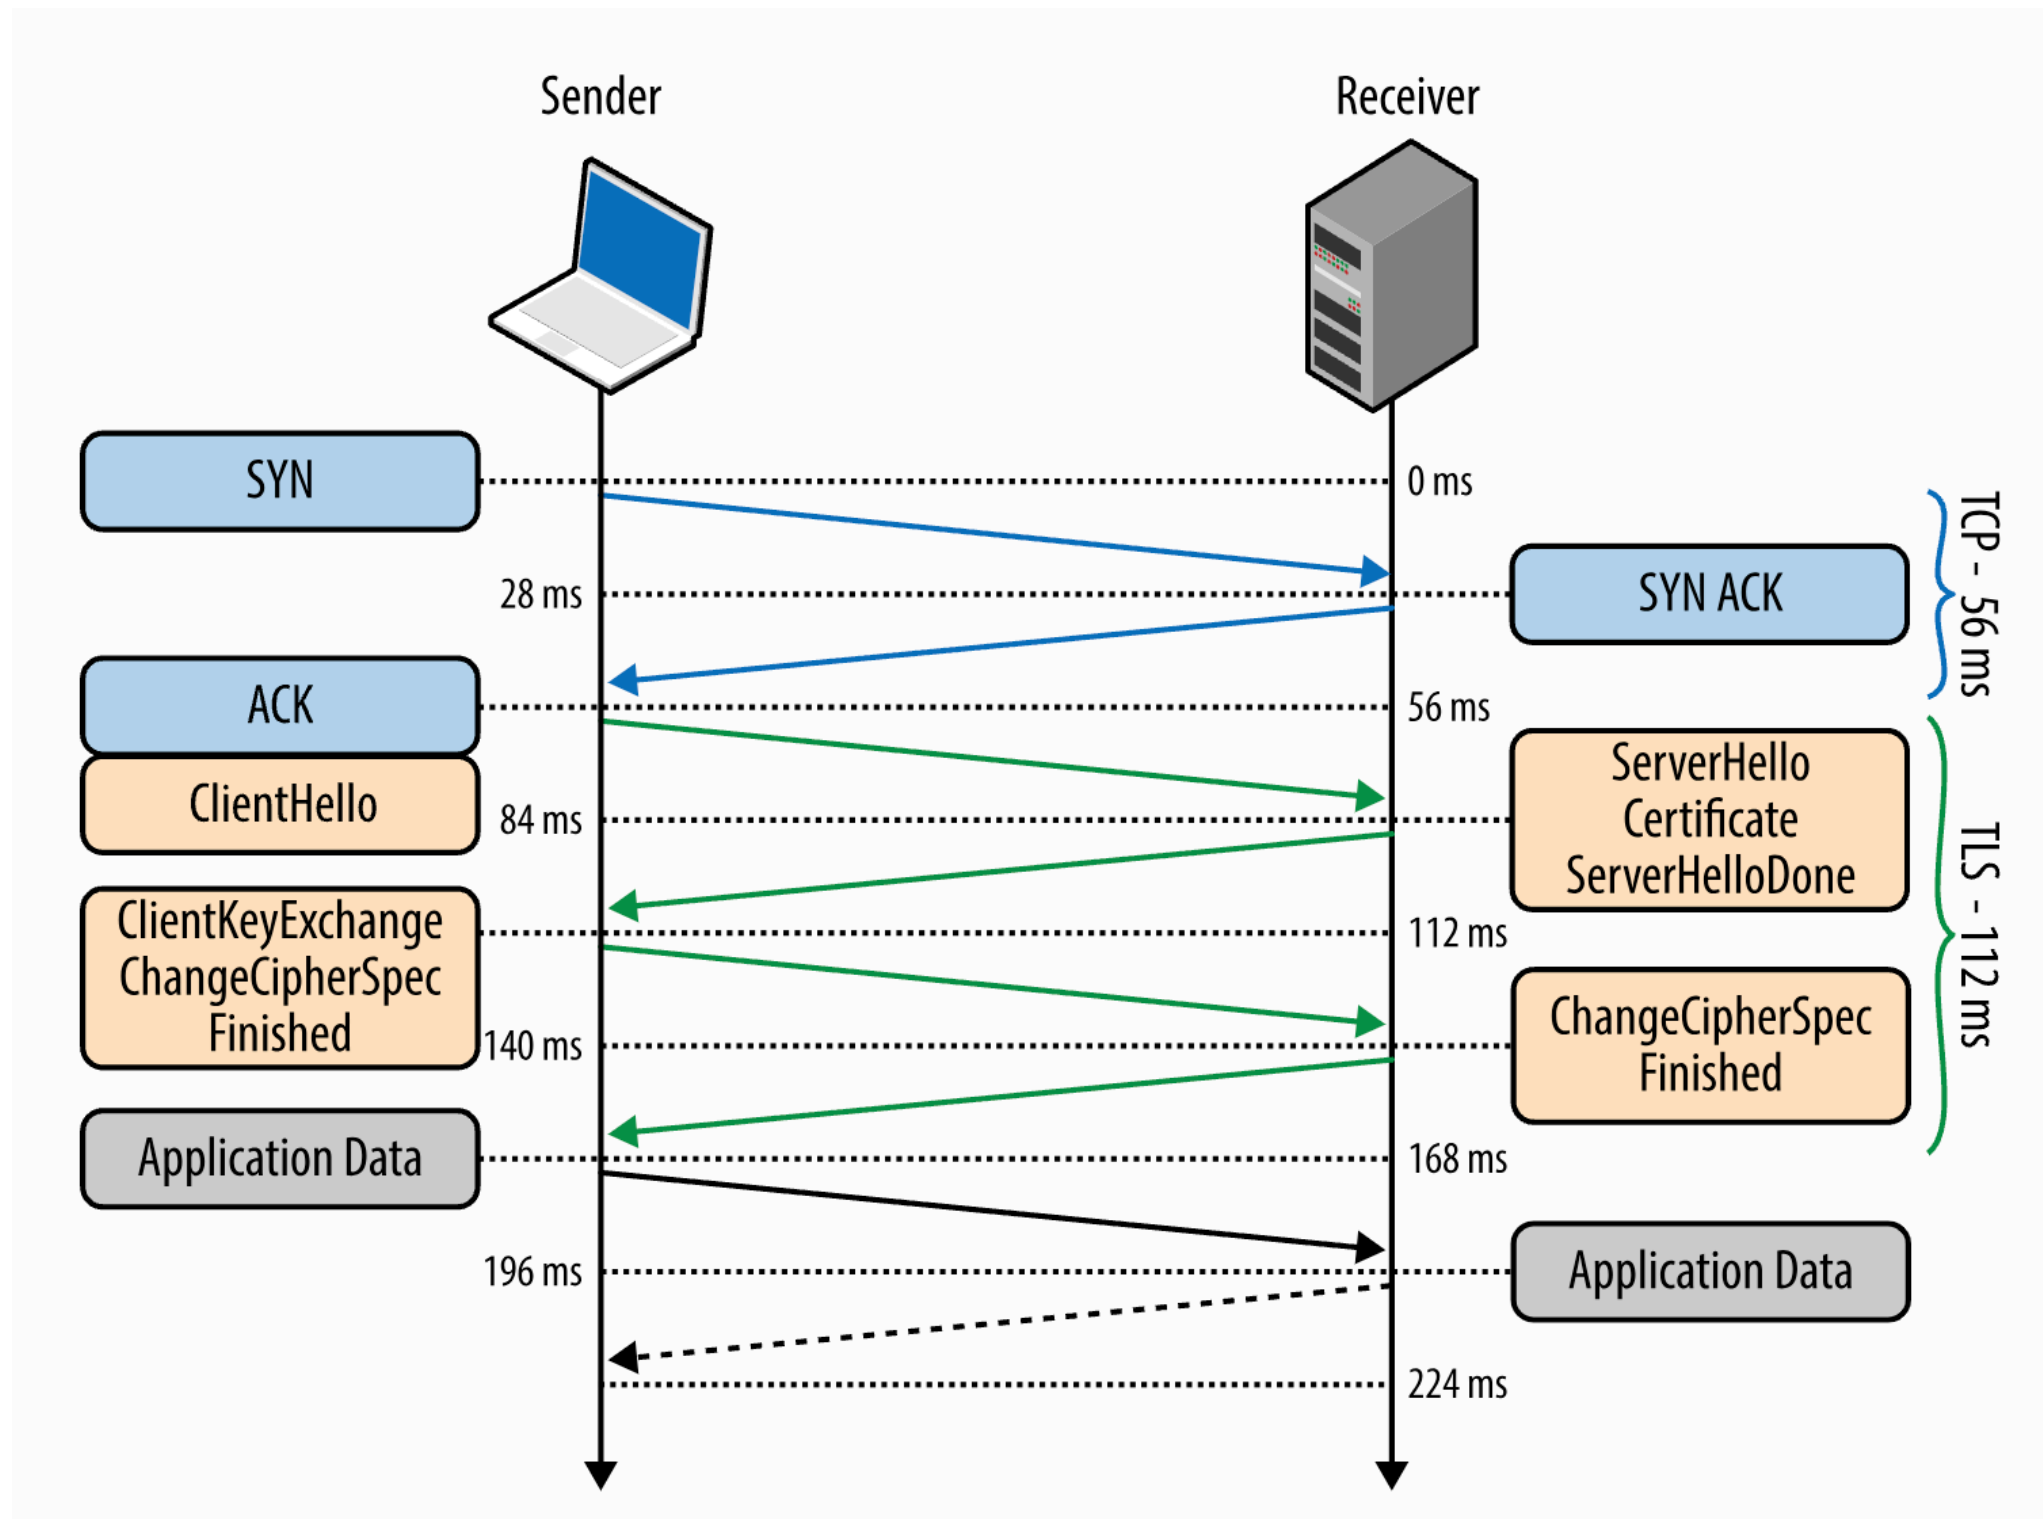 Sender
Receiver
SYN
0 ms
28 ms
SYN ACK
TCP - 56 ms
ACK
56 ms
ClientHello
84 ms
ServerHello
Certificate
ServerHelloDone
TLS - 112 ms
ClientKeyExchange
ChangeCipherSpec
Finished
112 ms
140 ms
ChangeCipherSpec
Finished
Application Data
168 ms
196 ms
Application Data
224 ms